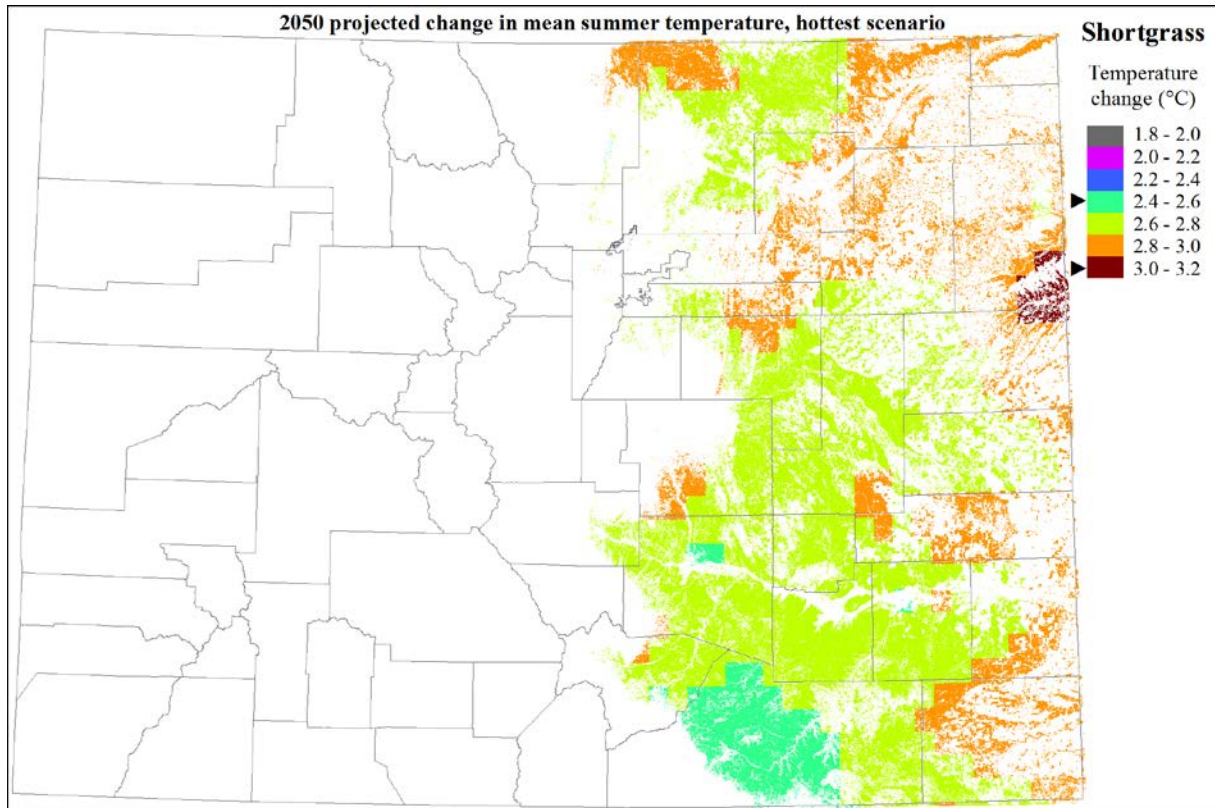 2050 projected change in mean summer temperature, hottest scenario
Shortgrass
Temperature
change (°C)
1.8 - 2.0
2.0 - 2.2
2.2 - 2.4
2.4 - 2.6
2.6 - 2.8
2.8 - 3.0
3.0 - 3.2